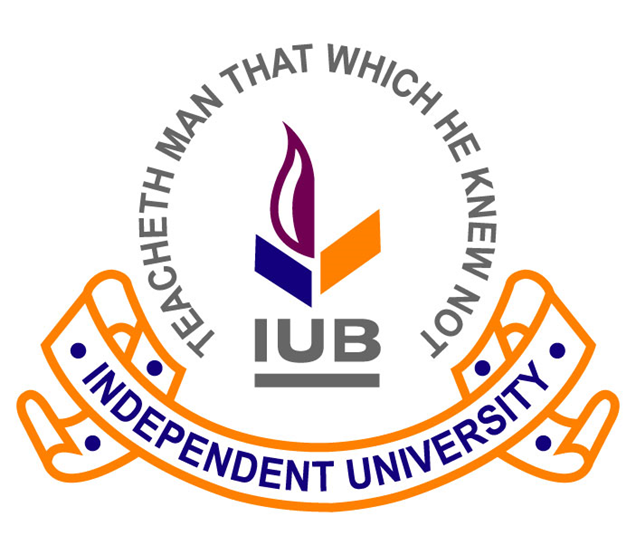 TEACHETH MAN THAT WHICH HE KNEW NOT
IUB
INDEPENDENT UNIVERSITY